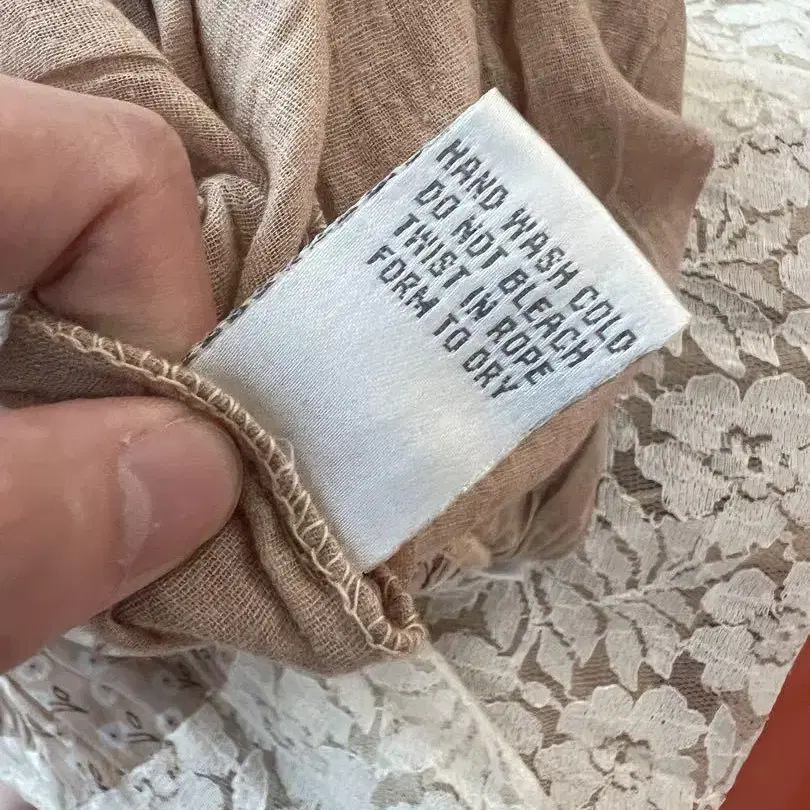 HAND WASH COLD
DO NOT BLEACH
TWIST IN ROPE
FORM TO DRY